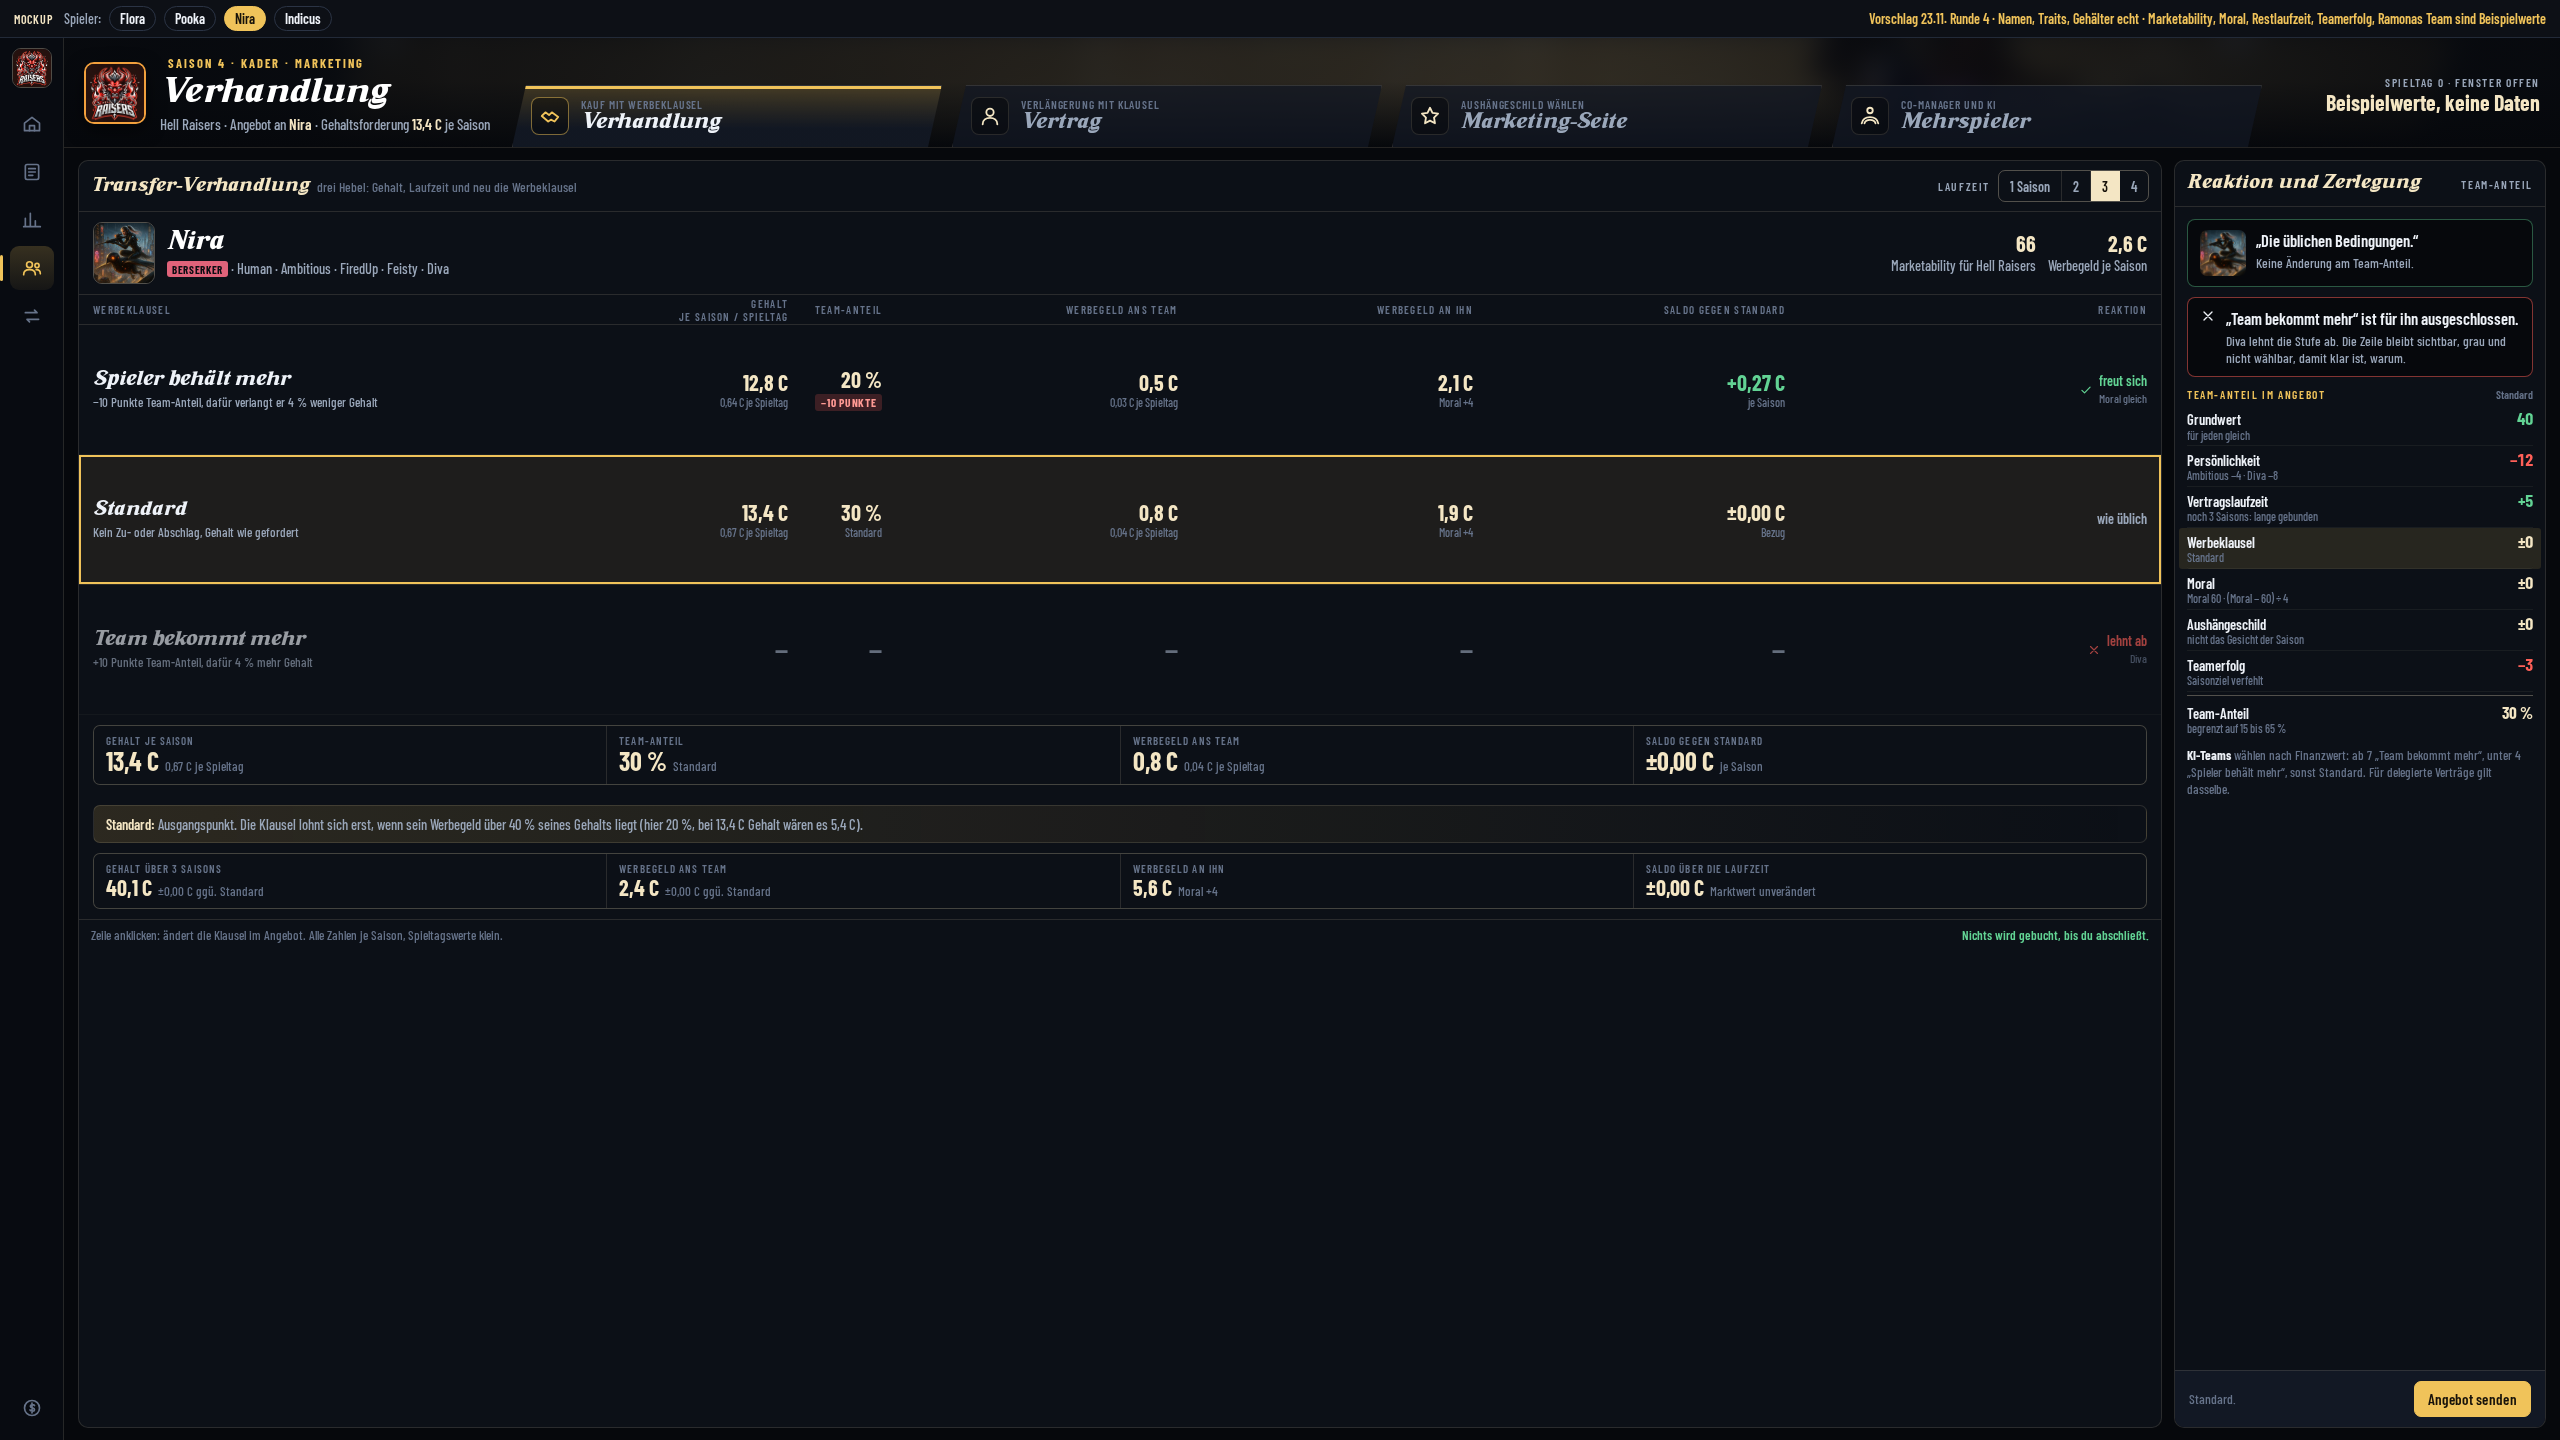 MOCKUP Spieler: Flora Pooka Nira Indicus
Vorschlag 23.11. Runde 4 · Namen, Traits, Gehälter echt · Marketability, Moral, Restlaufzeit, Teamerfolg, Ramonas Team sind Beispielwerte
RAISERS
SAISON 4 · KADER · MARKETING
Verhandlung
Hell Raisers · Angebot an Nira · Gehaltsforderung 13,4 C je Saison
KAUF MIT WERBEKLAUSEL
Verhandlung
VERLÄNGERUNG MIT KLAUSEL
Vertrag
AUSHÄNGESCHILD WÄHLEN
Marketing-Seite
CO-MANAGER UND KI
Mehrspieler
SPIELTAG 0 · FENSTER OFFEN
Beispielwerte, keine Daten
Transfer-Verhandlung drei Hebel: Gehalt, Laufzeit und neu die Werbeklausel
LAUFZEIT 1 Saison 2 3 4
Nira
BERSERKER · Human · Ambitious · FiredUp · Feisty · Diva
66
Marketability für Hell Raisers
2,6 C
Werbegeld je Saison
WERBEKLAUSEL
GEHALT
JE SAISON / SPIELTAG
TEAM-ANTEIL
WERBEGELD ANS TEAM
WERBEGELD AN IHN
SALDO GEGEN STANDARD
REAKTION
Spieler behält mehr
−10 Punkte Team-Anteil, dafür verlangt er 4 % weniger Gehalt
12,8 C
0,64 C je Spieltag
20 %
−10 PUNKTE
0,5 C
0,03 C je Spieltag
2,1 C
Moral +4
+0,27 C
je Saison
freut sich
Moral gleich
Standard
Kein Zu- oder Abschlag, Gehalt wie gefordert
13,4 C
0,67 C je Spieltag
30 %
Standard
0,8 C
0,04 C je Spieltag
1,9 C
Moral +4
±0,00 C
Bezug
wie üblich
Team bekommt mehr
+10 Punkte Team-Anteil, dafür 4 % mehr Gehalt
— — — — —
lehnt ab
Diva
GEHALT JE SAISON
13,4 C 0,67 C je Spieltag
TEAM-ANTEIL
30 % Standard
WERBEGELD ANS TEAM
0,8 C 0,04 C je Spieltag
SALDO GEGEN STANDARD
±0,00 C je Saison
Standard: Ausgangspunkt. Die Klausel lohnt sich erst, wenn sein Werbegeld über 40 % seines Gehalts liegt (hier 20 %, bei 13,4 C Gehalt wären es 5,4 C).
GEHALT ÜBER 3 SAISONS
40,1 C ±0,00 C ggü. Standard
WERBEGELD ANS TEAM
2,4 C ±0,00 C ggü. Standard
WERBEGELD AN IHN
5,6 C Moral +4
SALDO ÜBER DIE LAUFZEIT
±0,00 C Marktwert unverändert
Zeile anklicken: ändert die Klausel im Angebot. Alle Zahlen je Saison, Spieltagswerte klein.
Nichts wird gebucht, bis du abschließt.
Reaktion und Zerlegung TEAM-ANTEIL
„Die üblichen Bedingungen.“
Keine Änderung am Team-Anteil.
„Team bekommt mehr“ ist für ihn ausgeschlossen.
Diva lehnt die Stufe ab. Die Zeile bleibt sichtbar, grau und
nicht wählbar, damit klar ist, warum.
TEAM-ANTEIL IM ANGEBOT Standard
Grundwert 40
für jeden gleich
Persönlichkeit −12
Ambitious −4 · Diva −8
Vertragslaufzeit +5
noch 3 Saisons: lange gebunden
Werbeklausel ±0
Standard
Moral ±0
Moral 60 · (Moral − 60) ÷ 4
Aushängeschild ±0
nicht das Gesicht der Saison
Teamerfolg −3
Saisonziel verfehlt
Team-Anteil 30 %
begrenzt auf 15 bis 65 %
KI-Teams wählen nach Finanzwert: ab 7 „Team bekommt mehr“, unter 4
„Spieler behält mehr“, sonst Standard. Für delegierte Verträge gilt
dasselbe.
Standard. Angebot senden